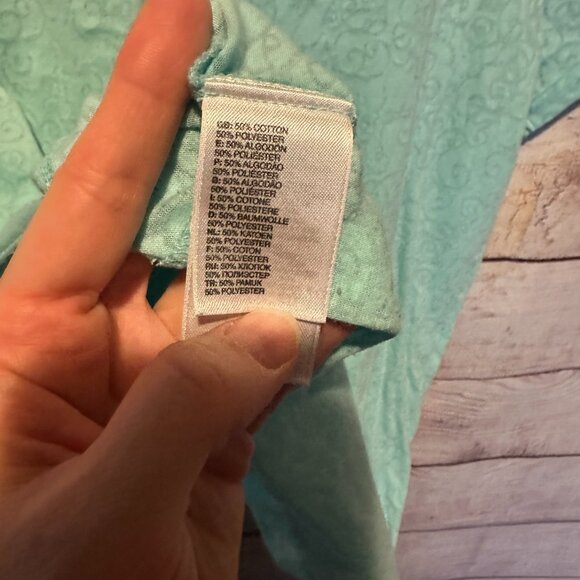 GB: 50% COTTON
50% POLYESTER
E: 50% ALGODÓN
50% POLIÉSTER
P: 50% ALGODÃO
50% POLIÉSTER
B: 50% ALGODÃO
50% POLIÉSTER
I: 50% COTONE
50% POLIESTERE
D: 50% BAUMWOLLE
50% POLYESTER
NL: 50% KATOEN
50% POLYESTER
F: 50% COTON
50% POLYESTER
RU: 50% ХЛОПОК
50% ПОЛИЭСТЕР
TR: 50% PAMUK
50% POLYESTER